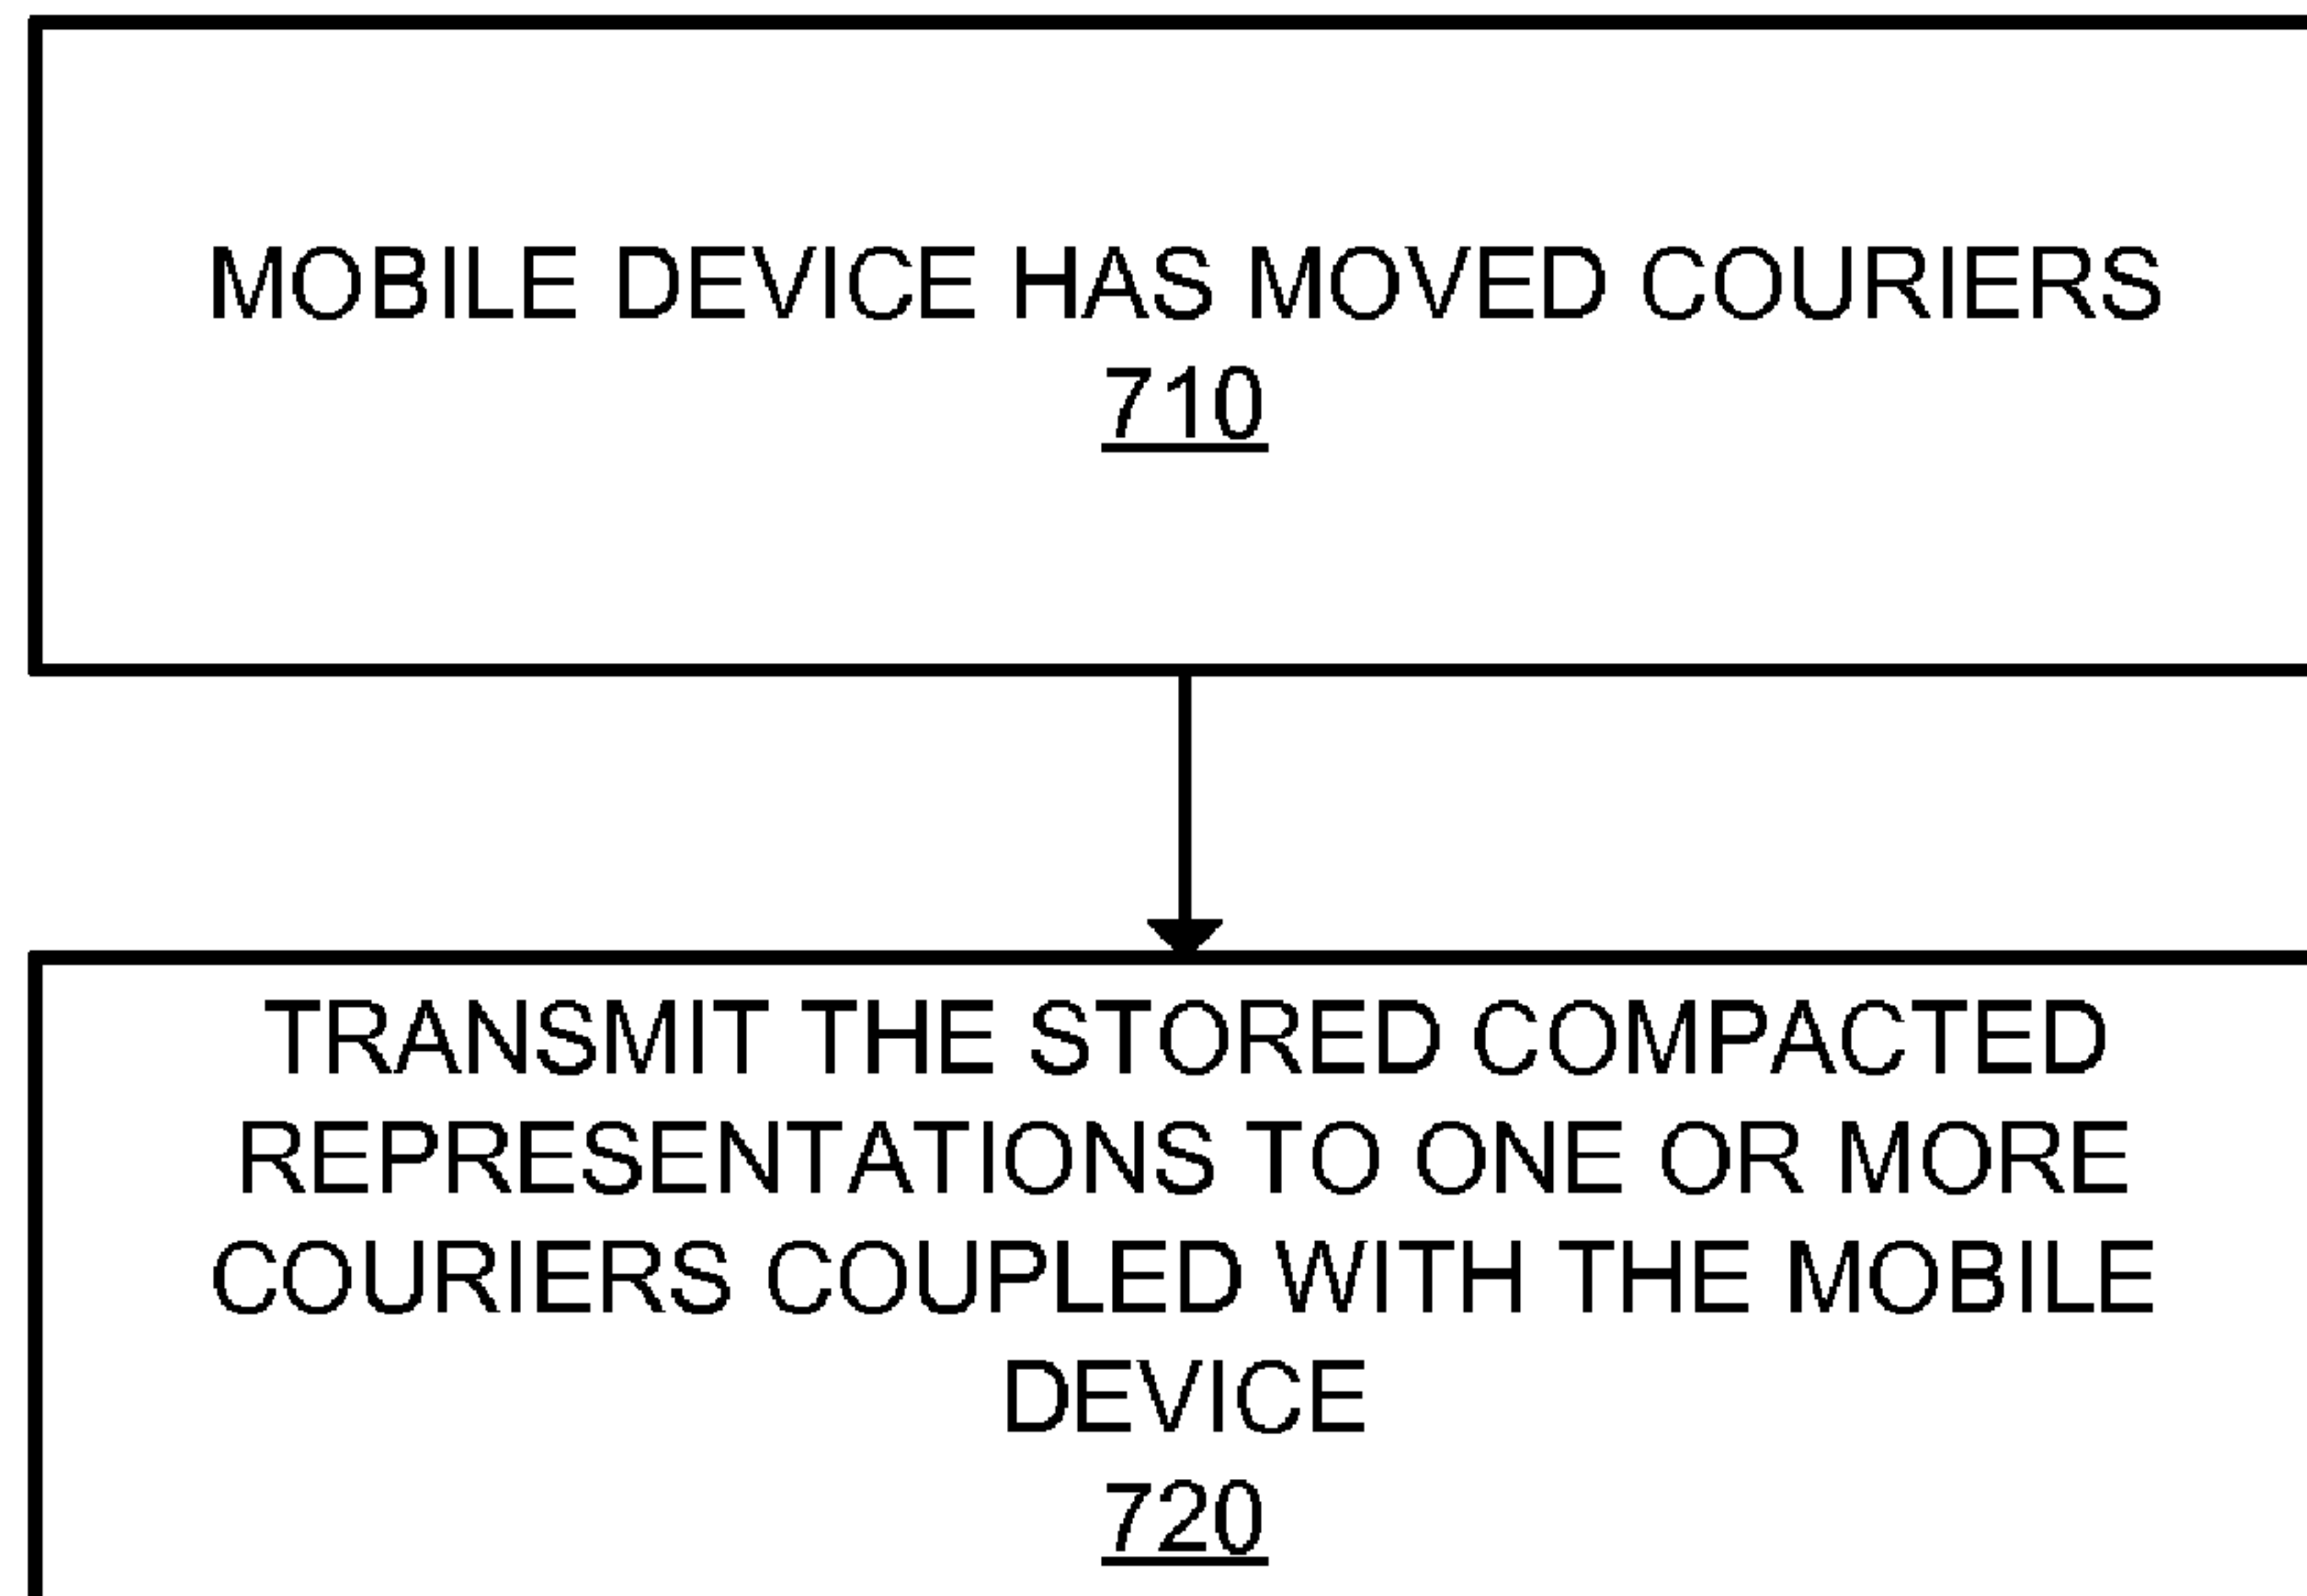 MOBILE DEVICE HAS MOVED COURIERS
710
TRANSMIT THE STORED COMPACTED
REPRESENTATIONS TO ONE OR MORE
COURIERS COUPLED WITH THE MOBILE
DEVICE
720